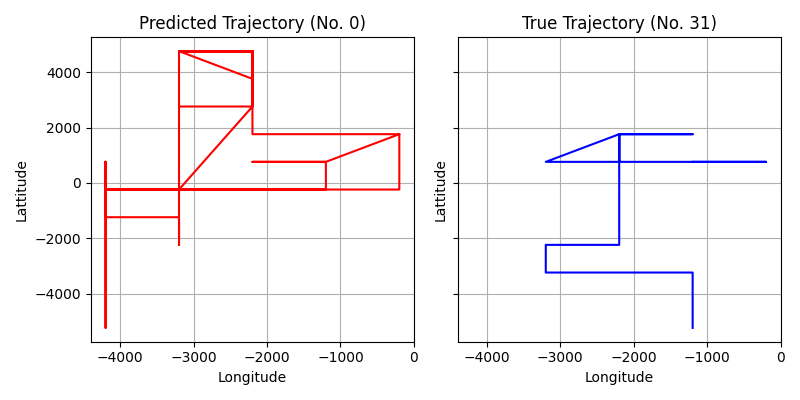 Predicted Trajectory (No. 0)
True Trajectory (No. 31)
Lattitude
4000
2000
0
−2000
−4000
−4000 −3000 −2000 −1000 0
Longitude
Lattitude
−4000 −3000 −2000 −1000 0
Longitude